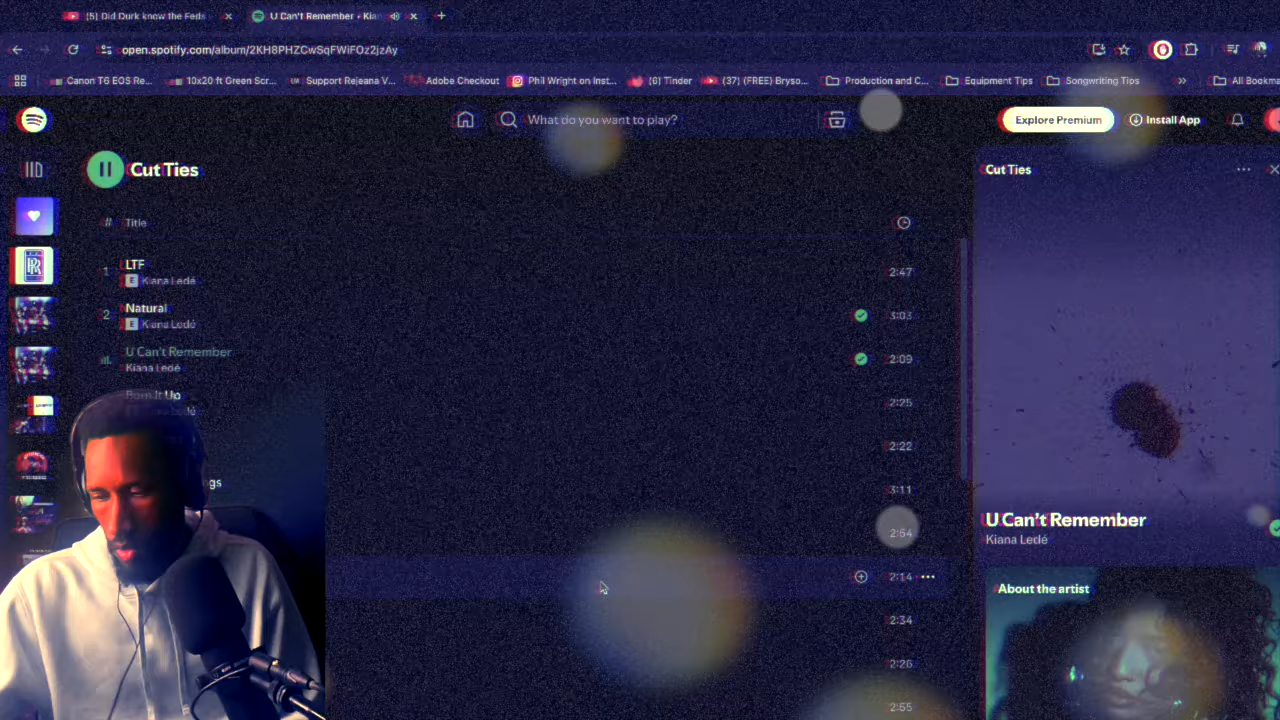 (5) Did Durk know the Feds
U Can't Remember • Kian
open.spotify.com/album/2KH8PHZCwSqFWiFOz2jzAy
Canon T6 EOS Re...
10x20 ft Green Scr...
Support Rejeana V...
Adobe Checkout
Phil Wright on Inst...
(6) Tinder
(37) (FREE) Bryso...
Production and C...
Equipment Tips
Songwriting Tips
All Bookma
What do you want to play?
Explore Premium
Install App
Cut Ties
Cut Ties
# Title
1 LTF 2:47
E Kiana Ledé
2 Natural 3:03
E Kiana Ledé
U Can't Remember 2:09
Kiana Ledé
Burn It Up 2:25
2:22
3:11
ngs
2:54
2:14
2:34
2:26
2:55
U Can't Remember
Kiana Ledé
About the artist